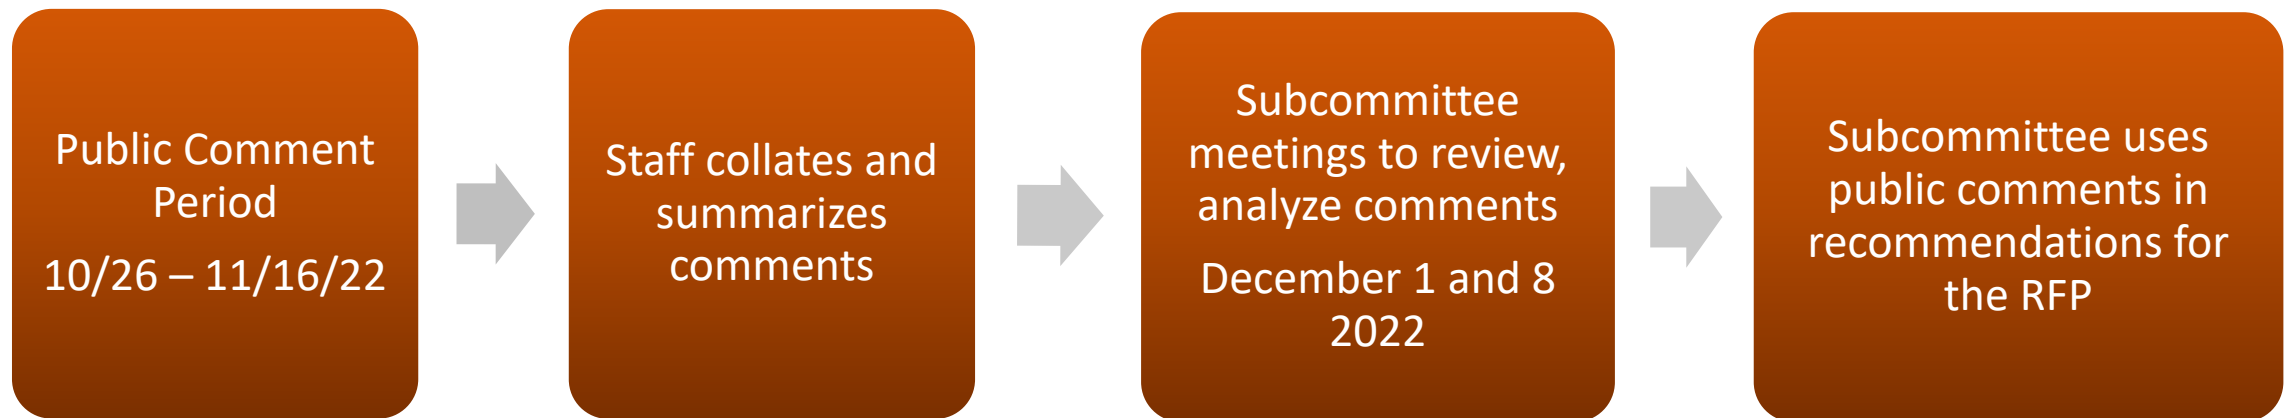 Public Comment
Period
10/26 – 11/16/22
Staff collates and
summarizes
comments
Subcommittee
meetings to review,
analyze comments
December 1 and 8
2022
Subcommittee uses
public comments in
recommendations for
the RFP